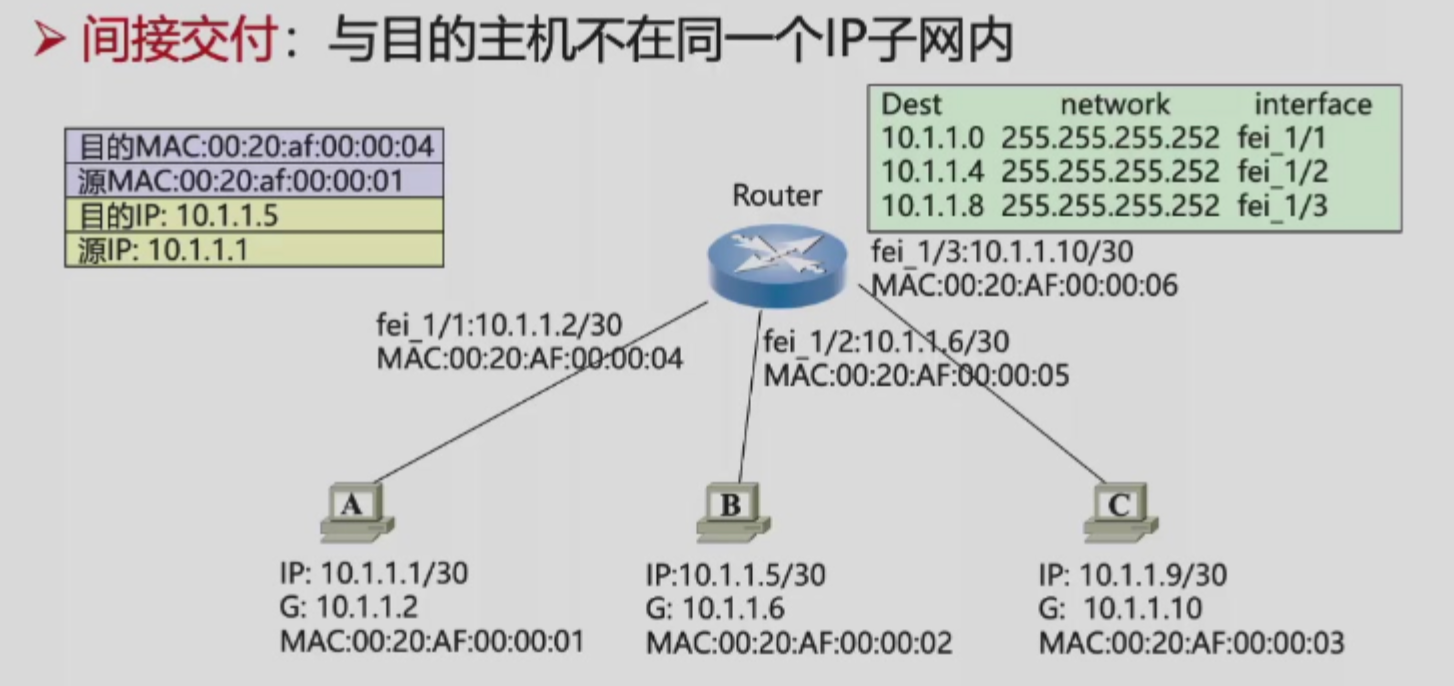 ➢ 间接交付：与目的主机不在同一个IP子网内
目的MAC:00:20:af:00:00:04
源MAC:00:20:af:00:00:01
目的IP: 10.1.1.5
源IP: 10.1.1.1
Dest network interface
10.1.1.0 255.255.255.252 fei_1/1
10.1.1.4 255.255.255.252 fei_1/2
10.1.1.8 255.255.255.252 fei_1/3
Router
fei_1/3:10.1.1.10/30
MAC:00:20:AF:00:00:06
fei_1/1:10.1.1.2/30
MAC:00:20:AF:00:00:04
fei_1/2:10.1.1.6/30
MAC:00:20:AF:00:00:05
A
IP: 10.1.1.1/30
G: 10.1.1.2
MAC:00:20:AF:00:00:01
B
IP:10.1.1.5/30
G: 10.1.1.6
MAC:00:20:AF:00:00:02
C
IP: 10.1.1.9/30
G: 10.1.1.10
MAC:00:20:AF:00:00:03